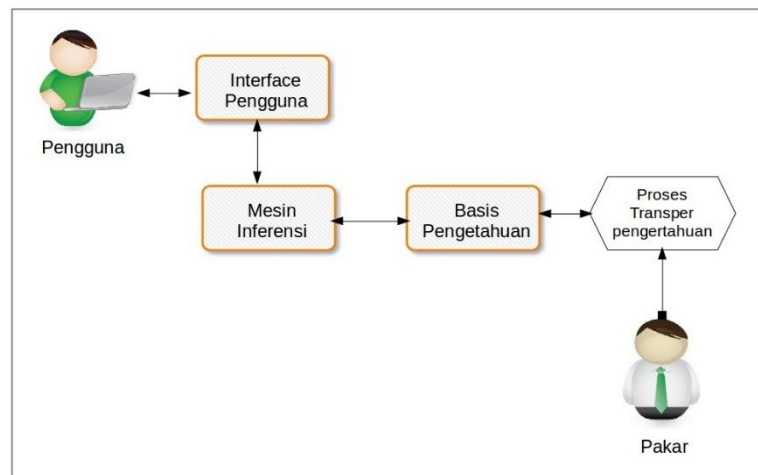 Interface
Pengguna
Pengguna
Mesin
Inferensi
Basis
Pengetahuan
Proses
Transper
pengertahuan
Pakar